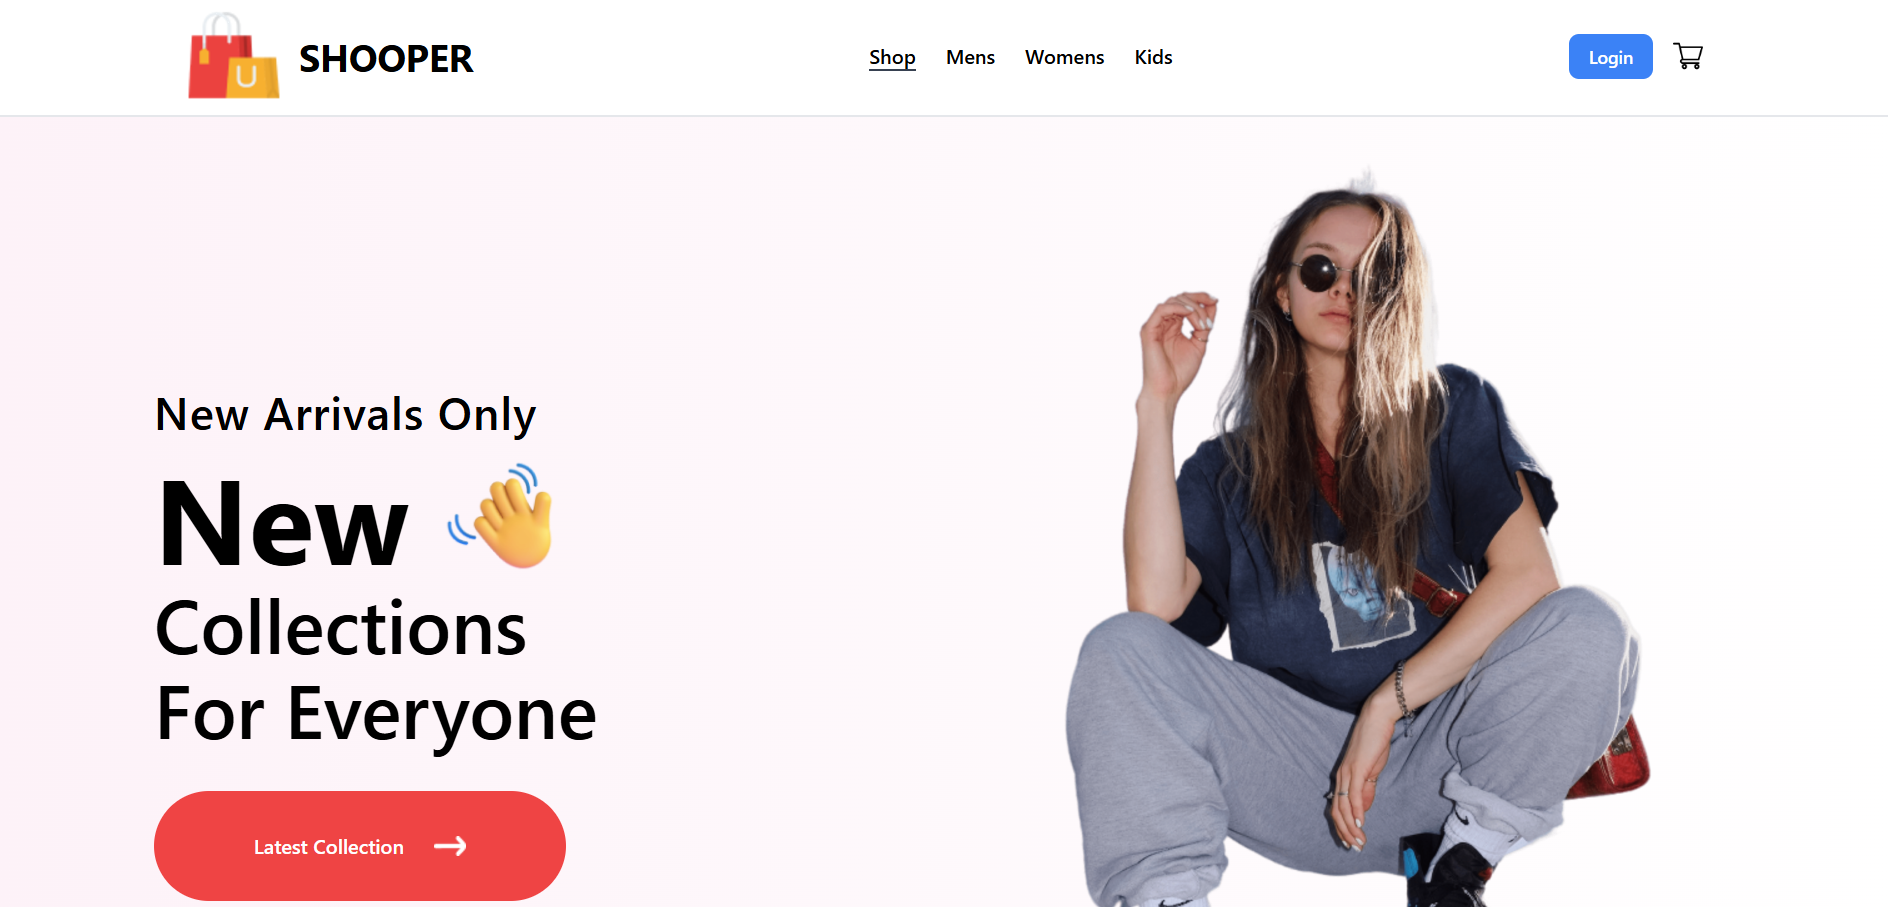 SHOOPER
Shop Mens Womens Kids
Login
New Arrivals Only
New
Collections
For Everyone
Latest Collection